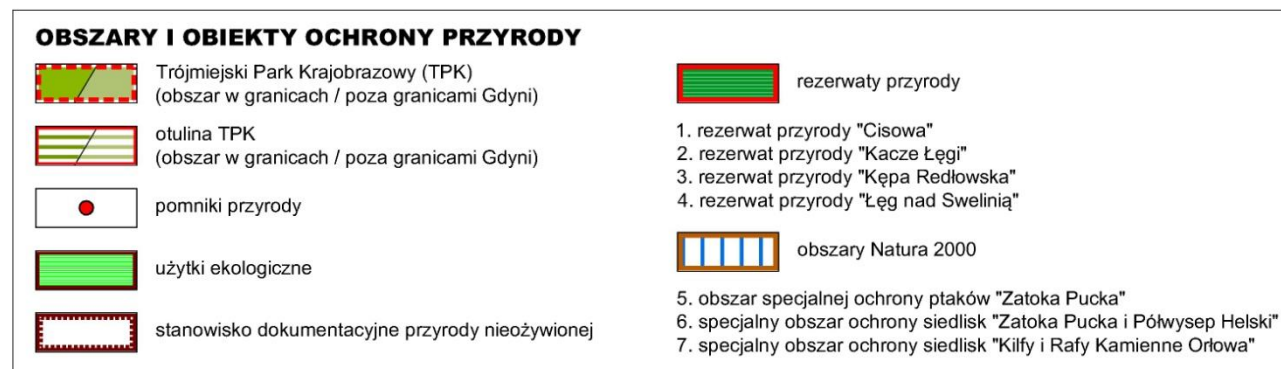 OBSZARY I OBIEKTY OCHRONY PRZYRODY
Trójmiejski Park Krajobrazowy (TPK)
(obszar w granicach / poza granicami Gdyni)
otulina TPK
(obszar w granicach / poza granicami Gdyni)
pomniki przyrody
użytki ekologiczne
stanowisko dokumentacyjne przyrody nieożywionej
rezerwaty przyrody
1. rezerwat przyrody "Cisowa"
2. rezerwat przyrody "Kacze Łęgi"
3. rezerwat przyrody "Kępa Redłowska"
4. rezerwat przyrody "Łęg nad Swelinią"
obszary Natura 2000
5. obszar specjalnej ochrony ptaków "Zatoka Pucka"
6. specjalny obszar ochrony siedlisk "Zatoka Pucka i Półwysep Helski"
7. specjalny obszar ochrony siedlisk "Kilfy i Rafy Kamienne Orłowa"